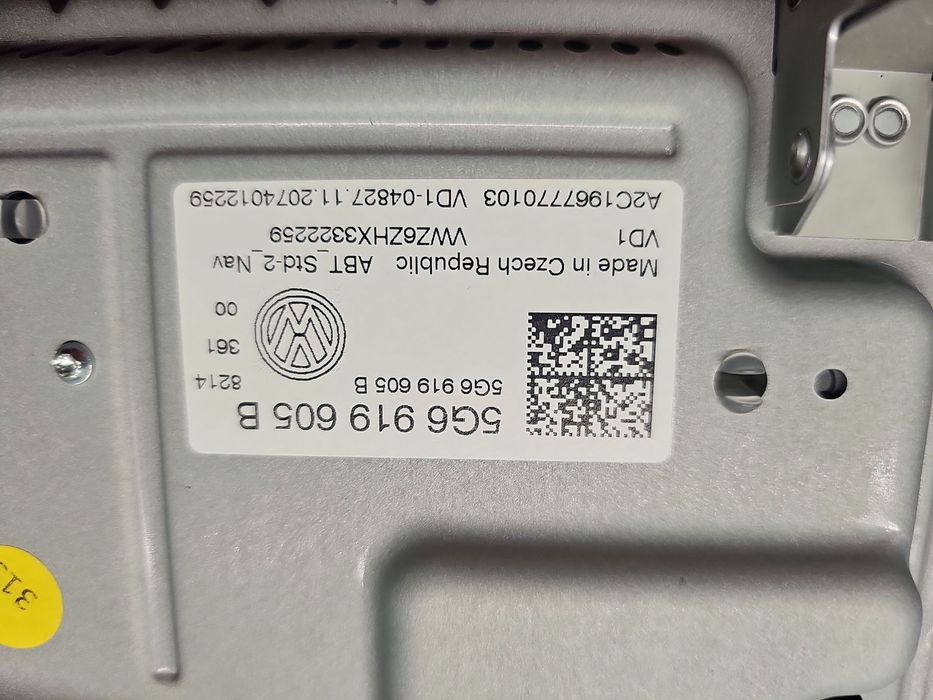 5G6 919 605 B
5G6 919 605 B
8214
361
00
Made in Czech Republic ABT_Std-2_Nav
VD1 VWZ6ZHX3322259
A2C19677770103 VD1-04827.11.2074012259